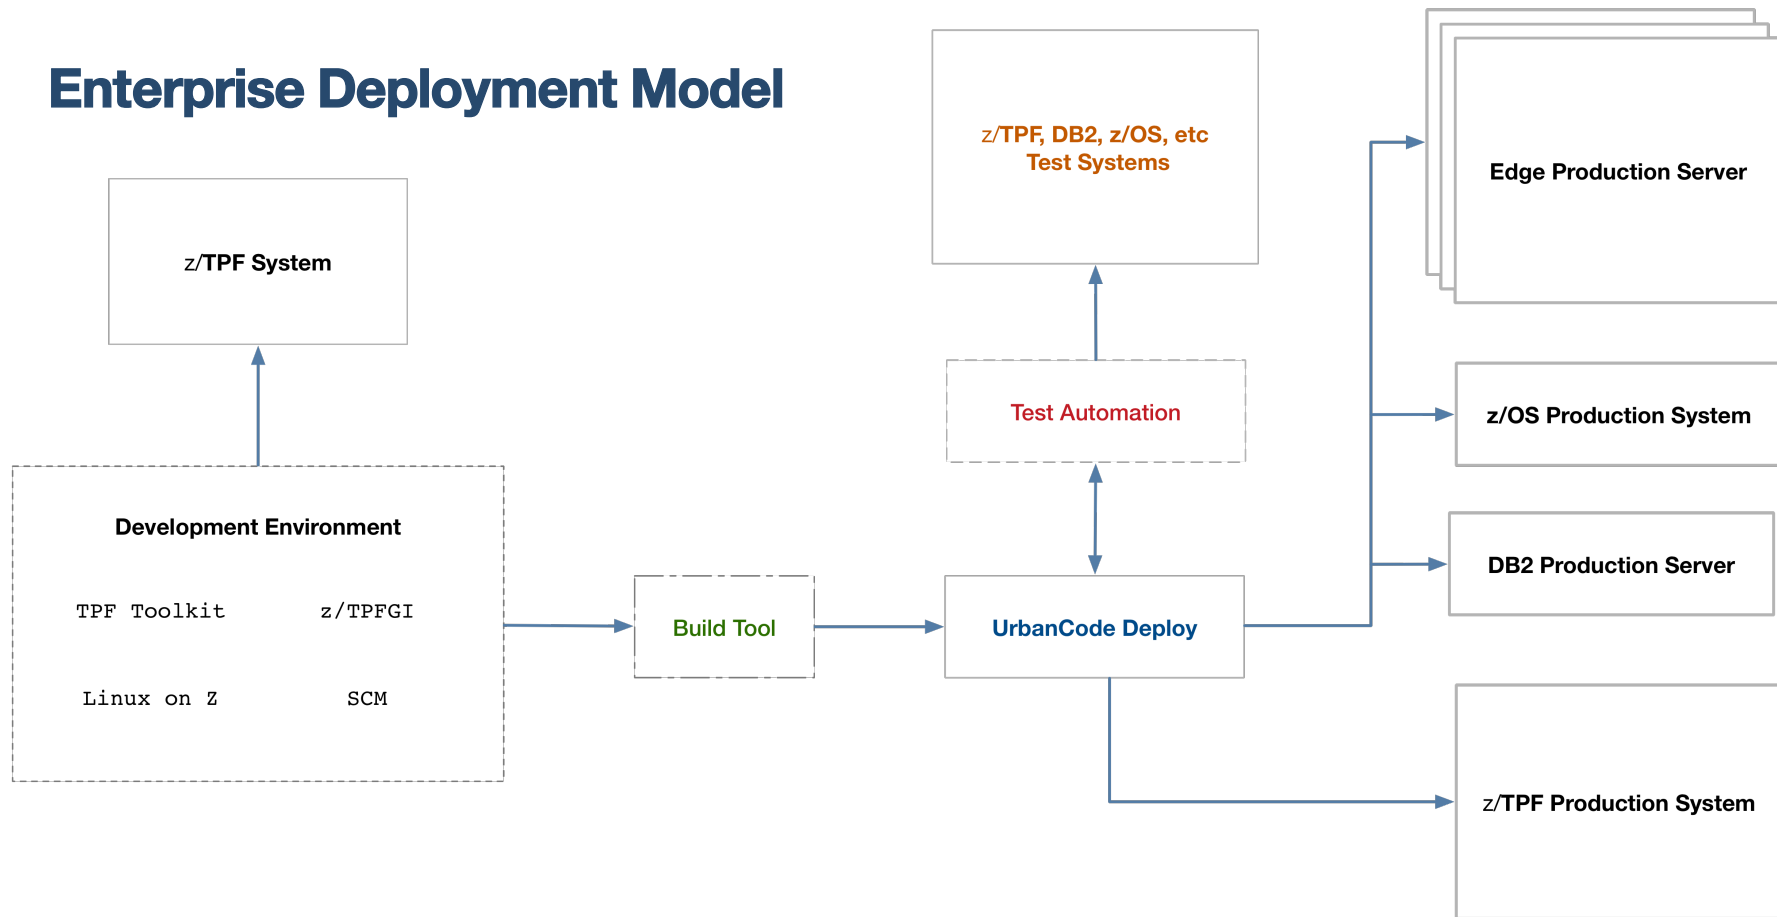 Enterprise Deployment Model
z/TPF System
Development Environment
TPF Toolkit
z/TPFGI
Linux on Z
SCM
Build Tool
z/TPF, DB2, z/OS, etc
Test Systems
Test Automation
UrbanCode Deploy
Edge Production Server
z/OS Production System
DB2 Production Server
z/TPF Production System